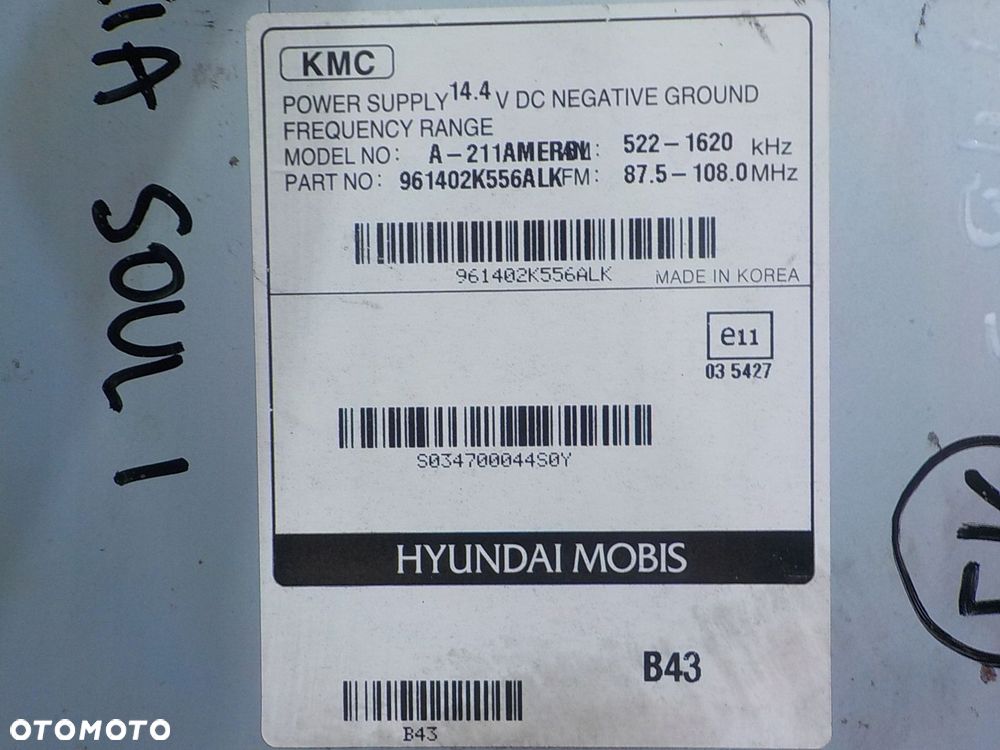 KIA SOUL 1
KMC
POWER SUPPLY 14.4 V DC NEGATIVE GROUND
FREQUENCY RANGE
MODEL NO: A-211AMER 522-1620 kHz
PART NO: 961402K556ALK FM: 87.5-108.0 MHz
961402K556ALK MADE IN KOREA
e11
03 5427
S034700044S0Y
HYUNDAI MOBIS
B43
B43
OTOMOTO